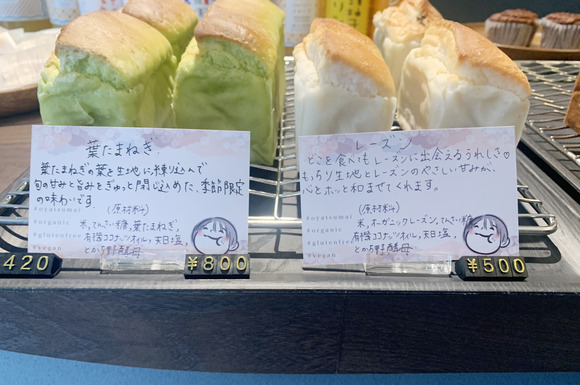 葉たまねぎ
葉たまねぎの葉を生地に練り込んで
旬の甘みと旨みをぎゅっと閉じ込めた、季節限定
の味わいです。
(原材料)
米,てんさい糖,葉たまねぎ,
有機ココナッツオイル,天日塩,
とかち野酵母
#oyatsumai
#organic
#glutenfree
#vegan
420
¥800
レーズン
どこを食べてもレーズンに出会えるうれしさ♡
もっちり生地とレーズンのやさしい甘みが、
心をホッと和ませてくれます。
(原材料)
米,オーガニックレーズン,てんさい糖,
有機ココナッツオイル,天日塩,
とかち野酵母
#oyatsumai
#organic
#glutenfree
#vegan
¥500